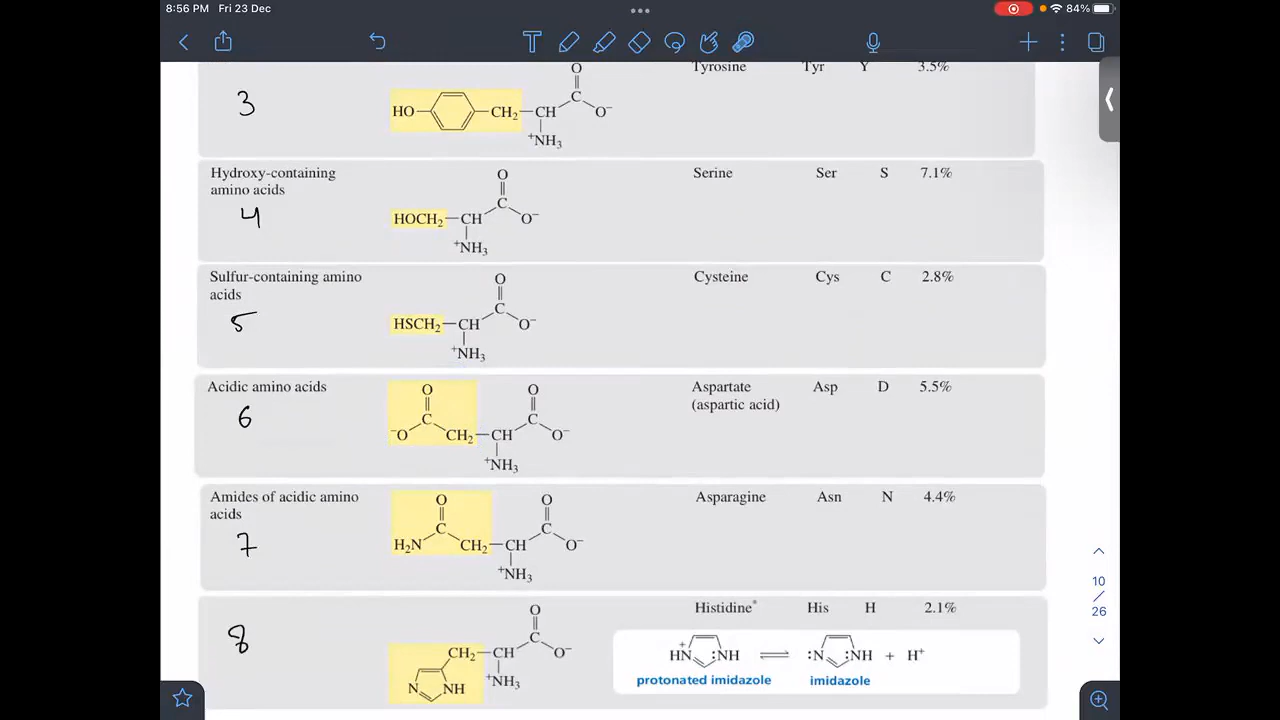 8:56 PM Fri 23 Dec
84%
T
Tyrosine Tyr Y 3.5%
3
HO CH2 CH C O O−
+NH3
Hydroxy-containing
amino acids
4
HOCH2 CH C O O−
+NH3
Serine Ser S 7.1%
Sulfur-containing amino
acids
5
HSCH2 CH C O O−
+NH3
Cysteine Cys C 2.8%
Acidic amino acids
6
O C −O CH2 CH C O O−
+NH3
Aspartate Asp D 5.5%
(aspartic acid)
Amides of acidic amino
acids
7
O C H2N CH2 CH C O O−
+NH3
Asparagine Asn N 4.4%
8
CH2 CH C O O−
N NH +NH3
Histidine* His H 2.1%
HN+ :NH ⇌ :N :NH + H+
protonated imidazole imidazole
10
/
26